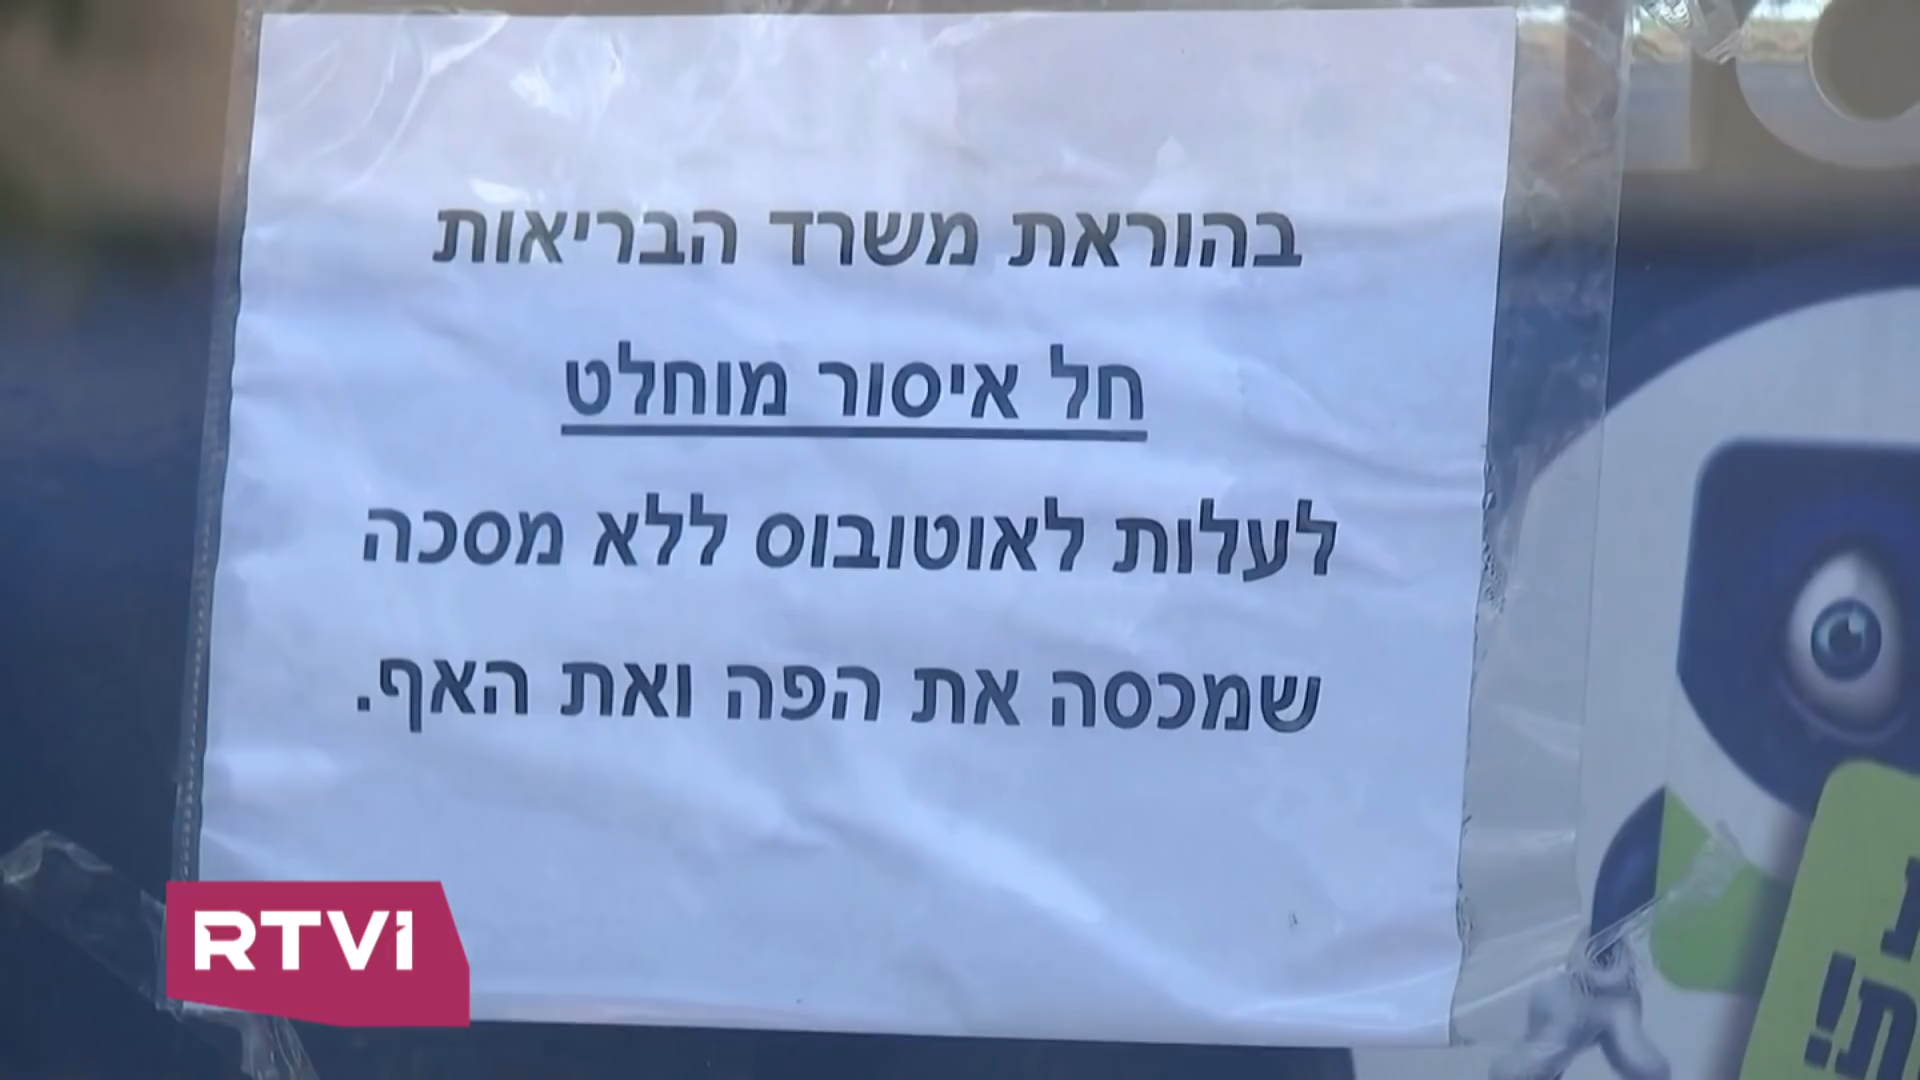 בהוראת משרד הבריאות
חל איסור מוחלט
לעלות לאוטובוס ללא מסכה
שמכסה את הפה ואת האף.
RTVI